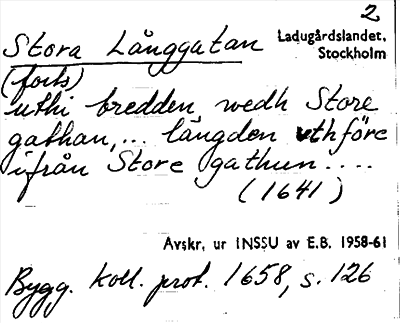 2
Stora Långgatan
Ladugårdslandet,
Stockholm
(forts)
uthi bredden wedh Store
gathan,... längden uthföre
ifrån Store gathun....
(1641)
Avskr. ur INSSU av E.B. 1958-61
Bygg. koll. prot. 1658, s. 126